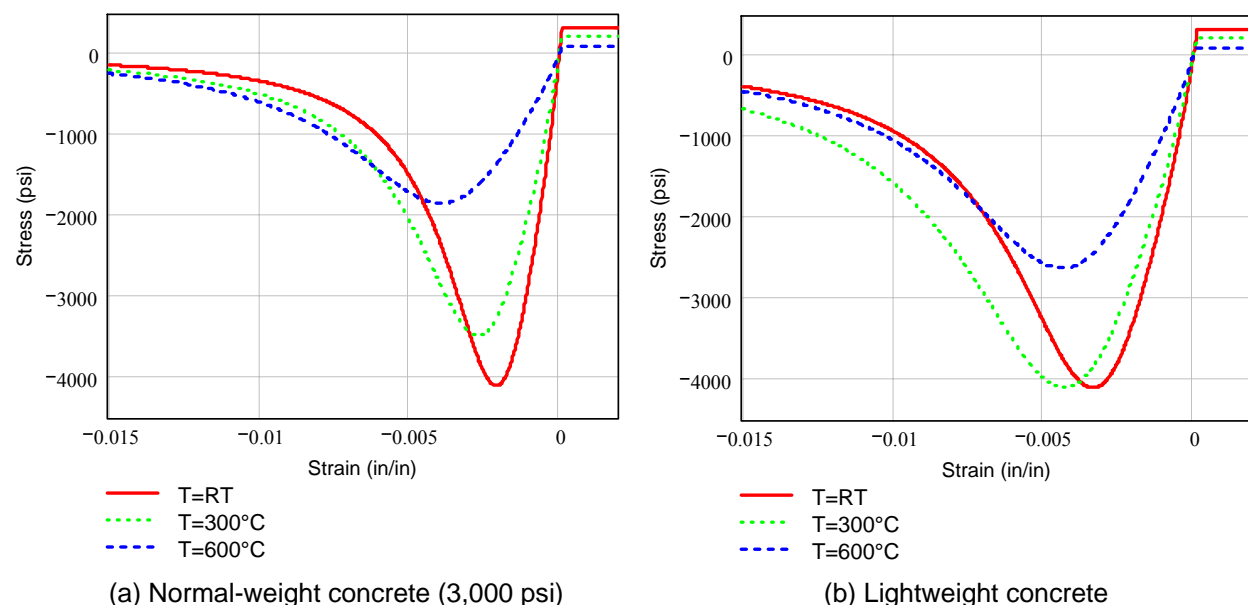 0
−1000
−2000
−3000
−4000
Stress (psi)
−0.015
−0.01
−0.005
0
Strain (in/in)
T=RT
T=300°C
T=600°C
(a) Normal-weight concrete (3,000 psi)
0
−1000
−2000
−3000
−4000
Stress (psi)
−0.015
−0.01
−0.005
0
Strain (in/in)
T=RT
T=300°C
T=600°C
(b) Lightweight concrete